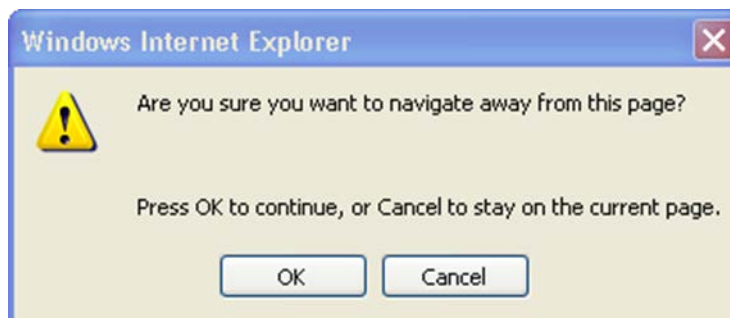 Windows Internet Explorer
Are you sure you want to navigate away from this page?
Press OK to continue, or Cancel to stay on the current page.
OK
Cancel